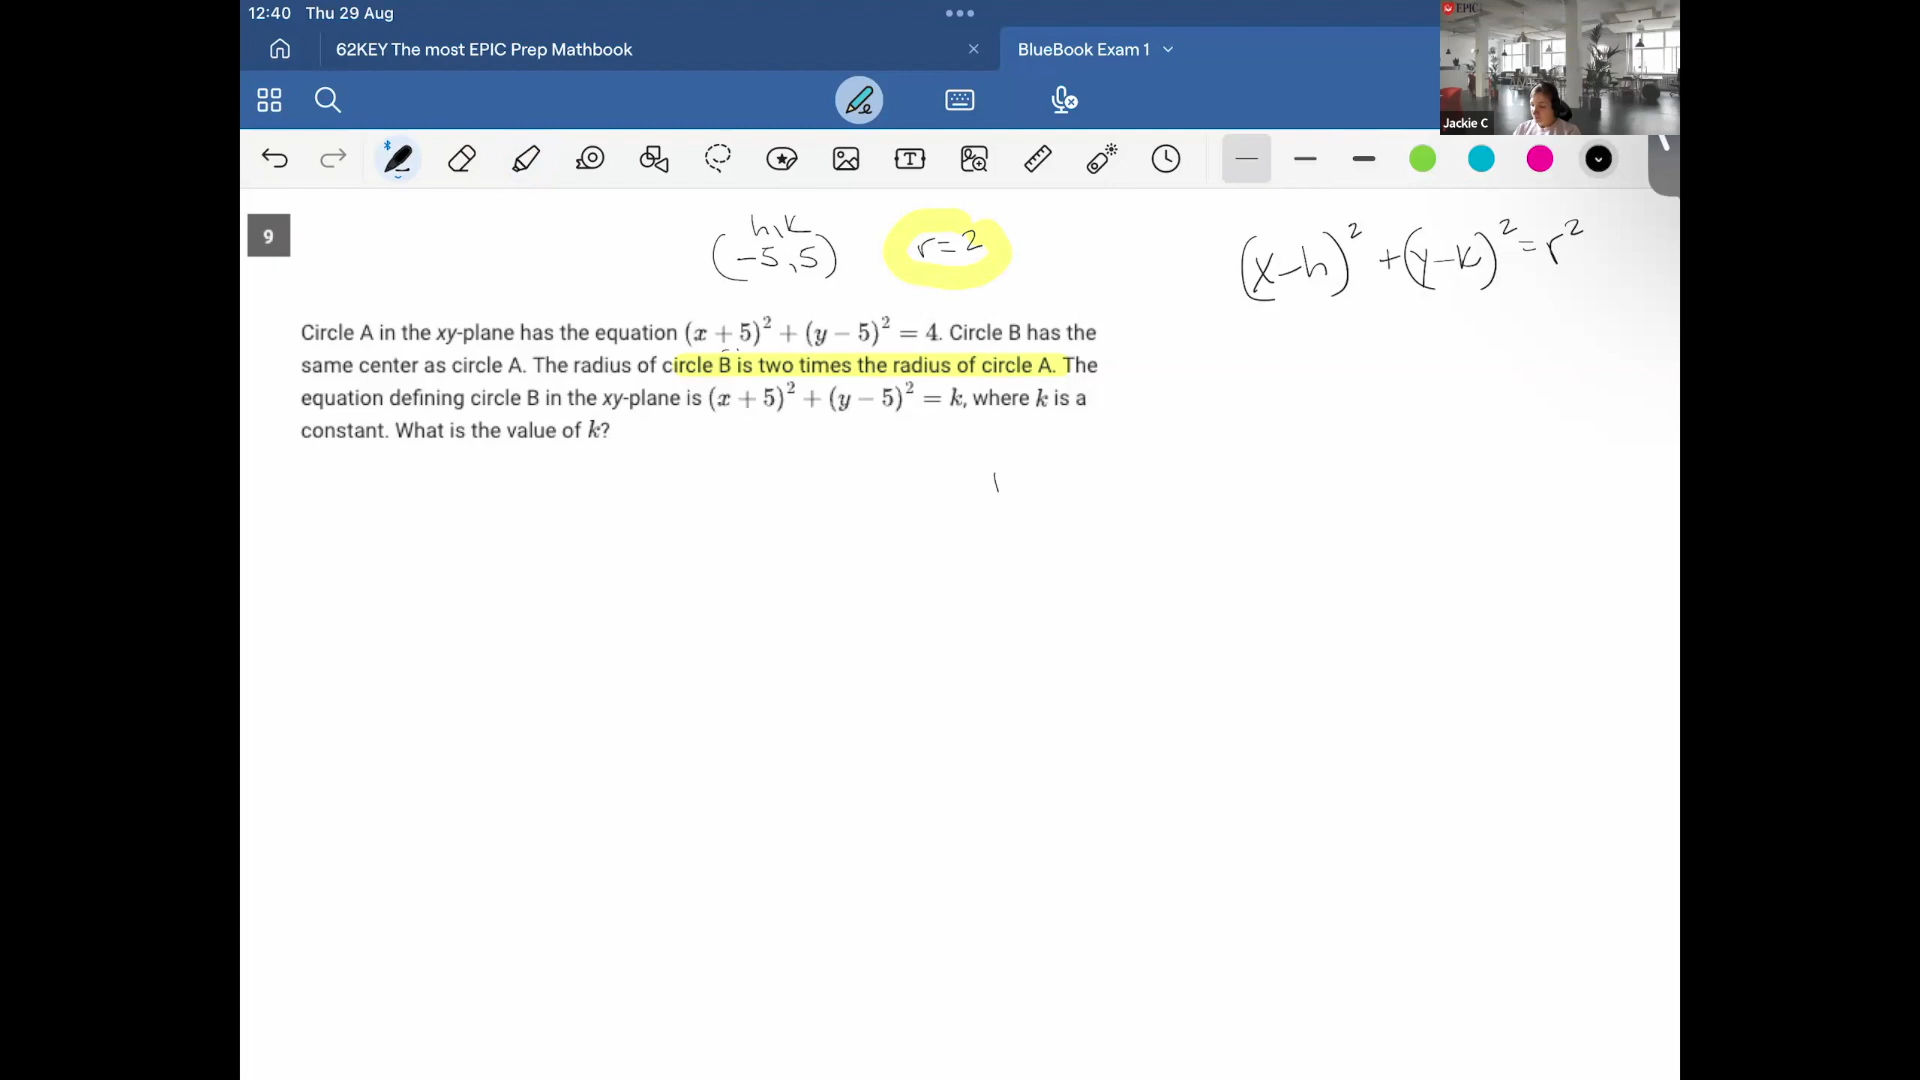 12:40 Thu 29 Aug
62KEY The most EPIC Prep Mathbook
BlueBook Exam 1
EPIC
Jackie C
9
h,k
(-5,5)
r=2
(x-h)²+(y-k)²=r²
Circle A in the xy-plane has the equation (x + 5)² + (y − 5)² = 4. Circle B has the
same center as circle A. The radius of circle B is two times the radius of circle A. The
equation defining circle B in the xy-plane is (x + 5)² + (y − 5)² = k, where k is a
constant. What is the value of k?